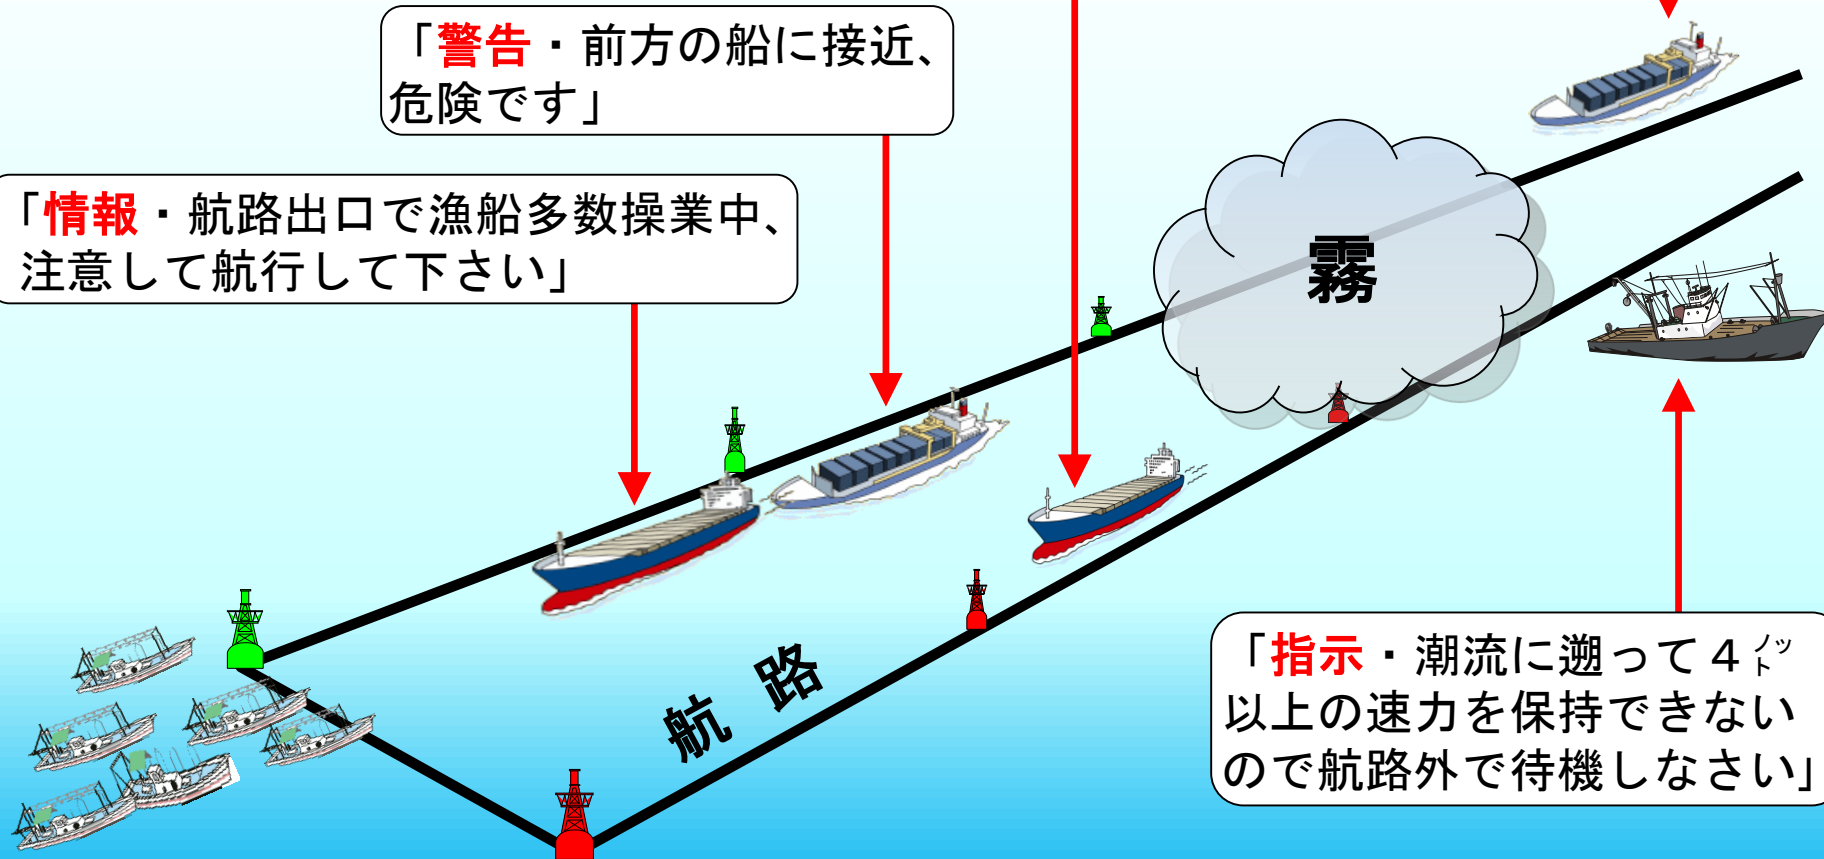 「警告・前方の船に接近、
危険です」
「情報・航路出口で漁船多数操業中、
注意して航行して下さい」
霧
航路
「指示・潮流に遡って４ノット
以上の速力を保持できない
ので航路外で待機しなさい」